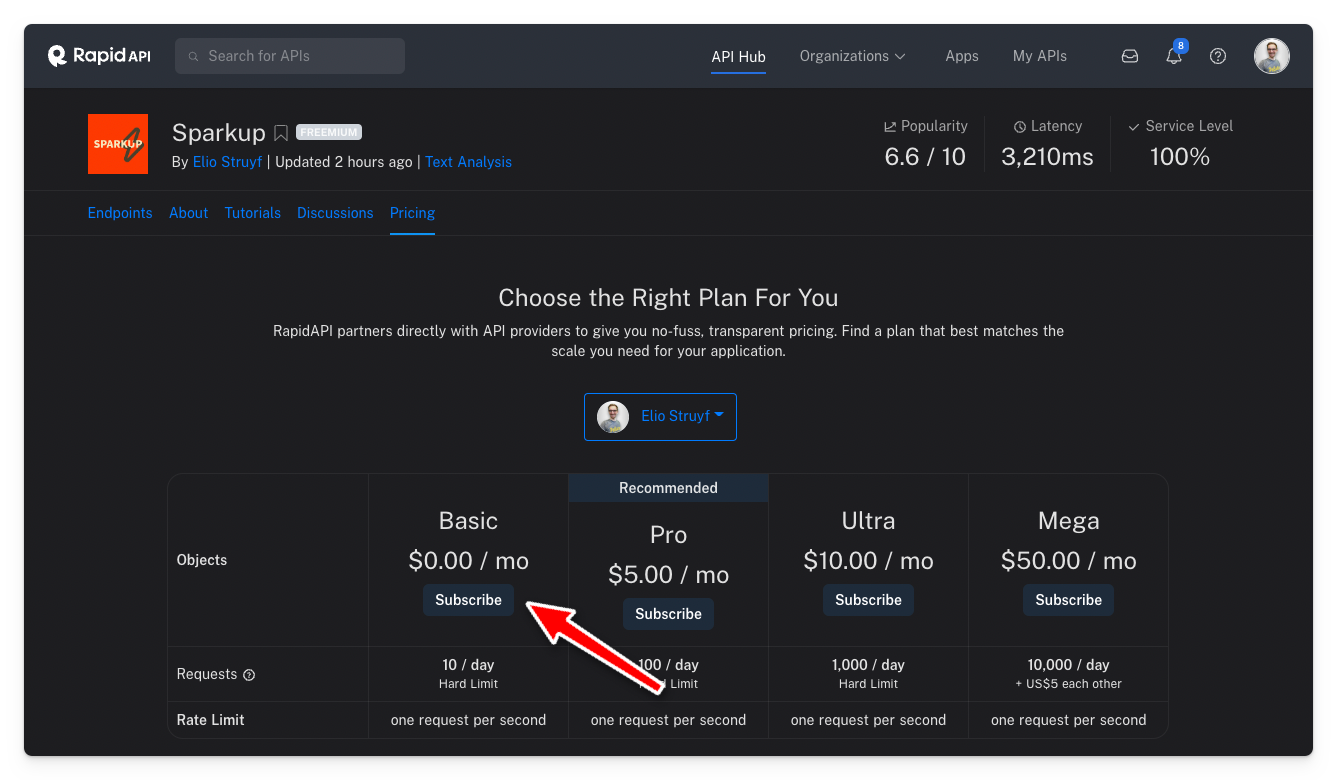 RapidAPI
Search for APIs
API Hub
Organizations
Apps
My APIs
8
SPARKUP
Sparkup
FREEMIUM
By Elio Struyf | Updated 2 hours ago | Text Analysis
Popularity
6.6 / 10
Latency
3,210ms
Service Level
100%
Endpoints
About
Tutorials
Discussions
Pricing
Choose the Right Plan For You
RapidAPI partners directly with API providers to give you no-fuss, transparent pricing. Find a plan that best matches the
scale you need for your application.
Elio Struyf
Objects
Basic
$0.00 / mo
Subscribe
Recommended
Pro
$5.00 / mo
Subscribe
Ultra
$10.00 / mo
Subscribe
Mega
$50.00 / mo
Subscribe
Requests
10 / day
Hard Limit
100 / day
Hard Limit
1,000 / day
Hard Limit
10,000 / day
+ US$5 each other
Rate Limit
one request per second
one request per second
one request per second
one request per second